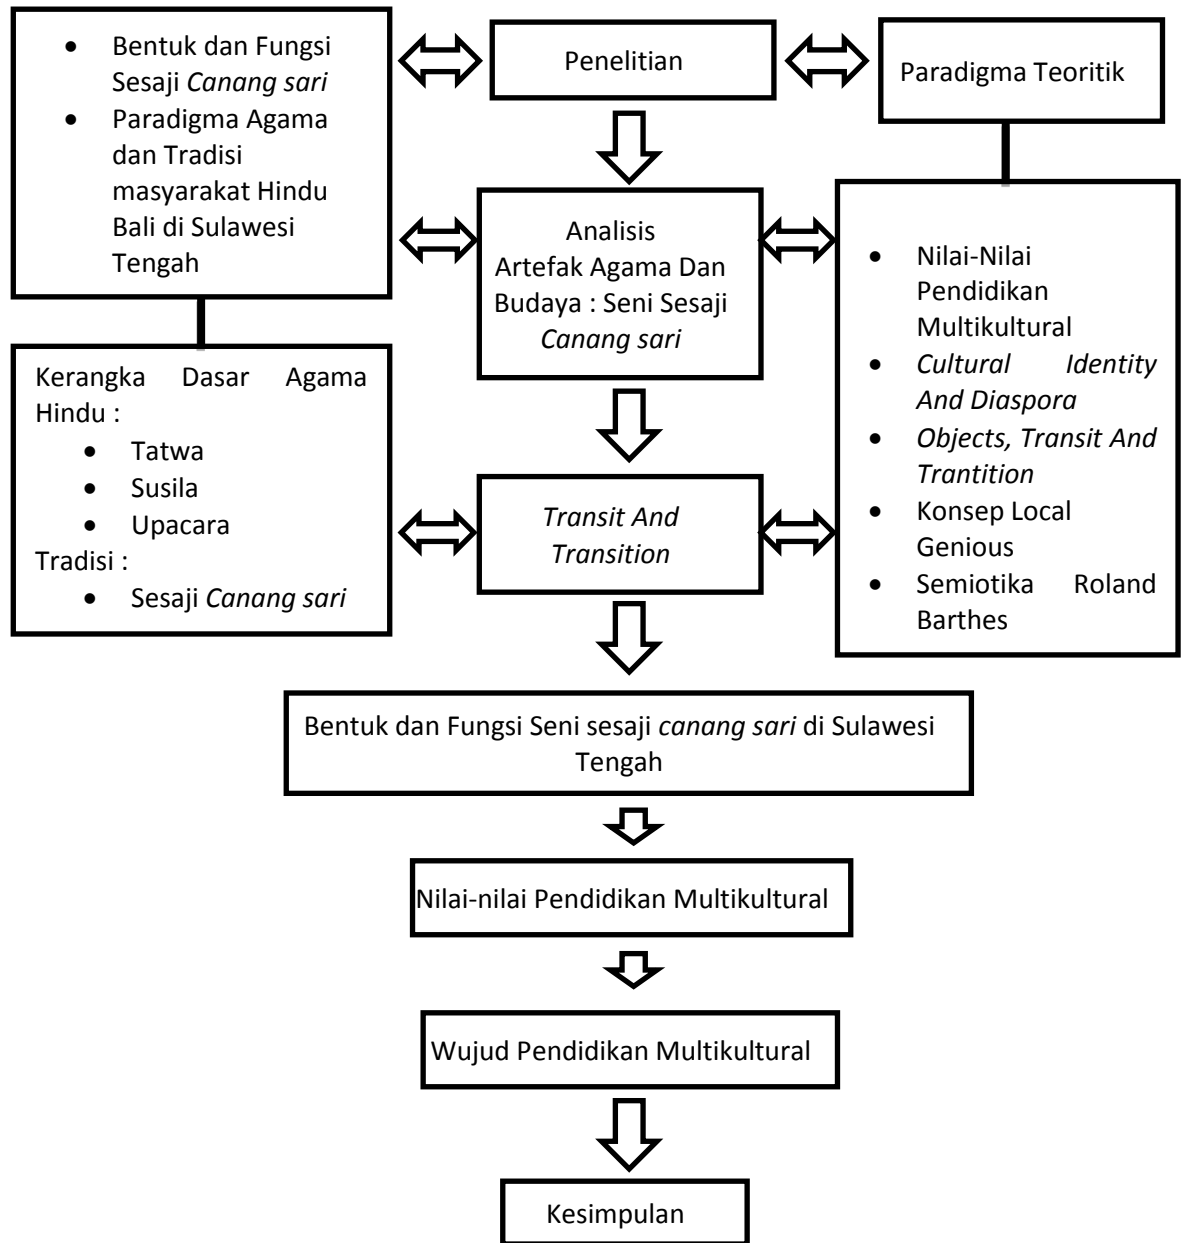 • Bentuk dan Fungsi
Sesaji Canang sari
• Paradigma Agama
dan Tradisi
masyarakat Hindu
Bali di Sulawesi
Tengah
Penelitian
Paradigma Teoritik
Analisis
Artefak Agama Dan
Budaya : Seni Sesaji
Canang sari
Kerangka Dasar Agama
Hindu :
• Tatwa
• Susila
• Upacara
Tradisi :
• Sesaji Canang sari
Transit And
Transition
• Nilai-Nilai
Pendidikan
Multikultural
• Cultural Identity
And Diaspora
• Objects, Transit And
Trantition
• Konsep Local
Genious
• Semiotika Roland
Barthes
Bentuk dan Fungsi Seni sesaji canang sari di Sulawesi
Tengah
Nilai-nilai Pendidikan Multikultural
Wujud Pendidikan Multikultural
Kesimpulan